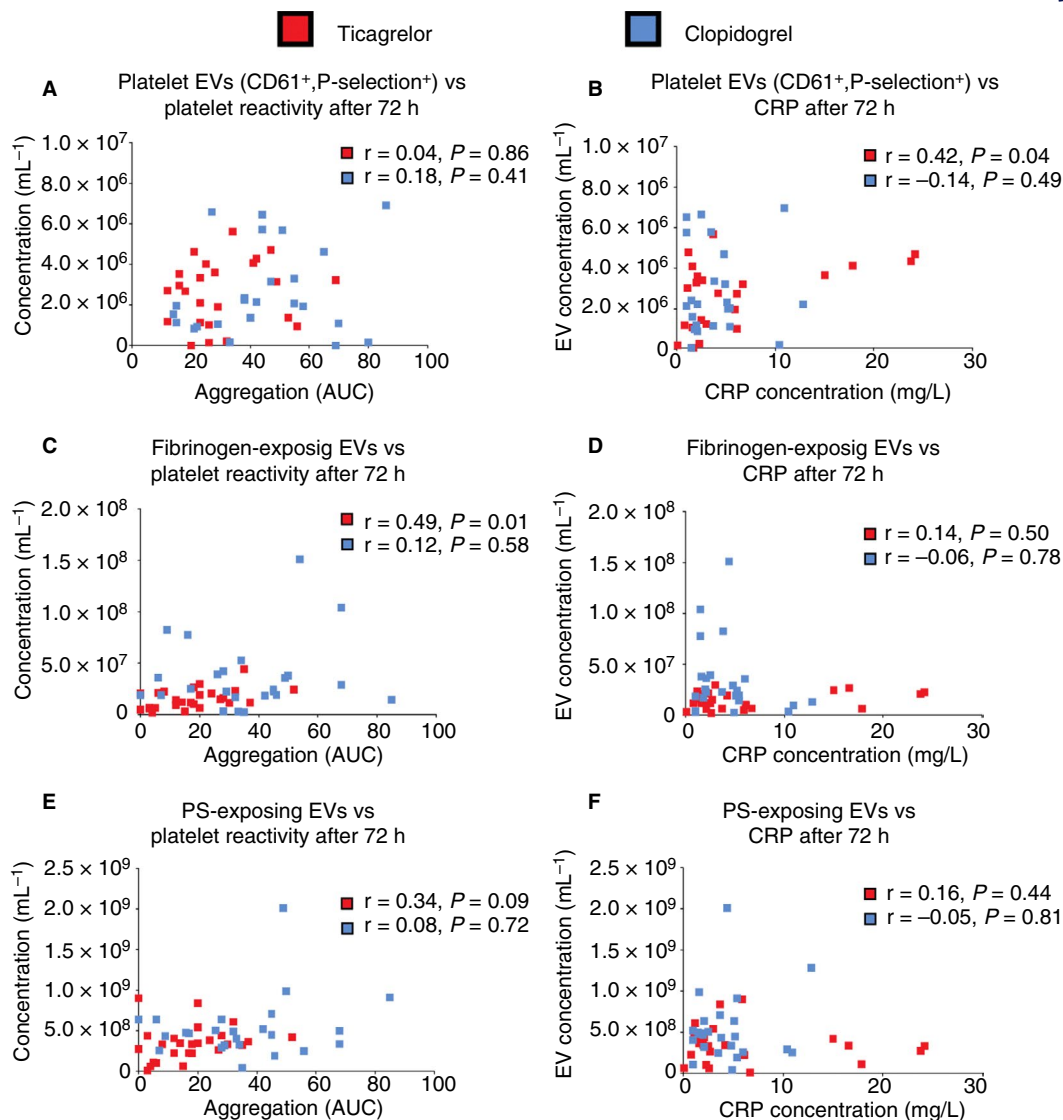 Ticagrelor
Clopidogrel
A
Platelet EVs (CD61⁺,P-selection⁺) vs
platelet reactivity after 72 h
Concentration (mL⁻¹)
1.0 × 10⁷
8.0 × 10⁶
6.0 × 10⁶
4.0 × 10⁶
2.0 × 10⁶
0
0 20 40 60 80 100
Aggregation (AUC)
r = 0.04, P = 0.86
r = 0.18, P = 0.41
B
Platelet EVs (CD61⁺,P-selection⁺) vs
CRP after 72 h
EV concentration (mL⁻¹)
1.0 × 10⁷
8.0 × 10⁶
6.0 × 10⁶
4.0 × 10⁶
2.0 × 10⁶
0
0 10 20 30
CRP concentration (mg/L)
r = 0.42, P = 0.04
r = –0.14, P = 0.49
C
Fibrinogen-exposig EVs vs
platelet reactivity after 72 h
Concentration (mL⁻¹)
2.0 × 10⁸
1.5 × 10⁸
1.0 × 10⁸
5.0 × 10⁷
0
0 20 40 60 80 100
Aggregation (AUC)
r = 0.49, P = 0.01
r = 0.12, P = 0.58
D
Fibrinogen-exposing EVs vs
CRP after 72 h
EV concentration (mL⁻¹)
2.0 × 10⁸
1.5 × 10⁸
1.0 × 10⁸
5.0 × 10⁷
0
0 10 20 30
CRP concentration (mg/L)
r = 0.14, P = 0.50
r = –0.06, P = 0.78
E
PS-exposing EVs vs
platelet reactivity after 72 h
Concentration (mL⁻¹)
2.5 × 10⁹
2.0 × 10⁹
1.5 × 10⁹
1.0 × 10⁹
5.0 × 10⁸
0
0 20 40 60 80 100
Aggregation (AUC)
r = 0.34, P = 0.09
r = 0.08, P = 0.72
F
PS-exposing EVs vs
CRP after 72 h
EV concentration (mL⁻¹)
2.5 × 10⁹
2.0 × 10⁹
1.5 × 10⁹
1.0 × 10⁹
5.0 × 10⁸
0
0 10 20 30
CRP concentration (mg/L)
r = 0.16, P = 0.44
r = –0.05, P = 0.81